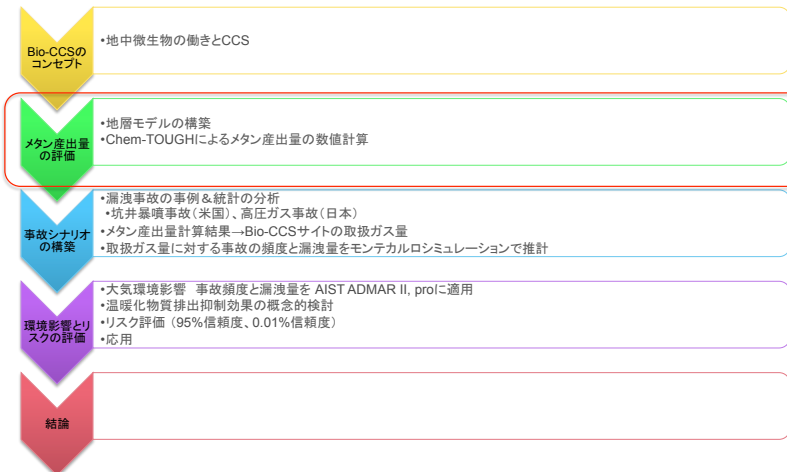 Bio-CCSの
コンセプト
•地中微生物の働きとCCS
メタン産出量
の評価
•地層モデルの構築
•Chem-TOUGHによるメタン産出量の数値計算
事故シナリオ
の構築
•漏洩事故の事例＆統計の分析
•坑井暴噴事故(米国)、高圧ガス事故(日本)
•メタン産出量計算結果→Bio-CCSサイトの取扱ガス量
•取扱ガス量に対する事故の頻度と漏洩量をモンテカルロシミュレーションで推計
環境影響とリ
スクの評価
•大気環境影響 事故頻度と漏洩量を AIST ADMAR II, proに適用
•温暖化物質排出抑制効果の概念的検討
•リスク評価 (95%信頼度、0.01%信頼度)
•応用
結論